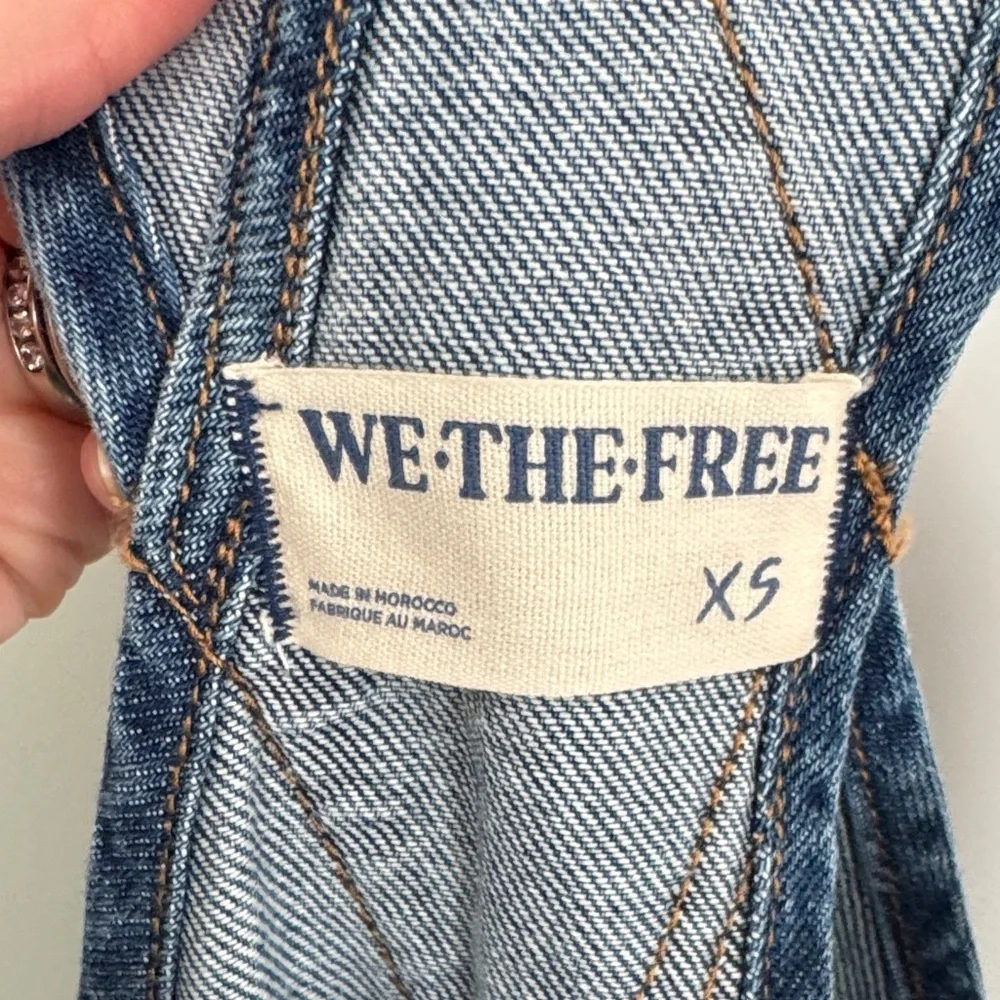 WE·THE·FREE
XS
MADE IN MOROCCO
FABRIQUE AU MAROC